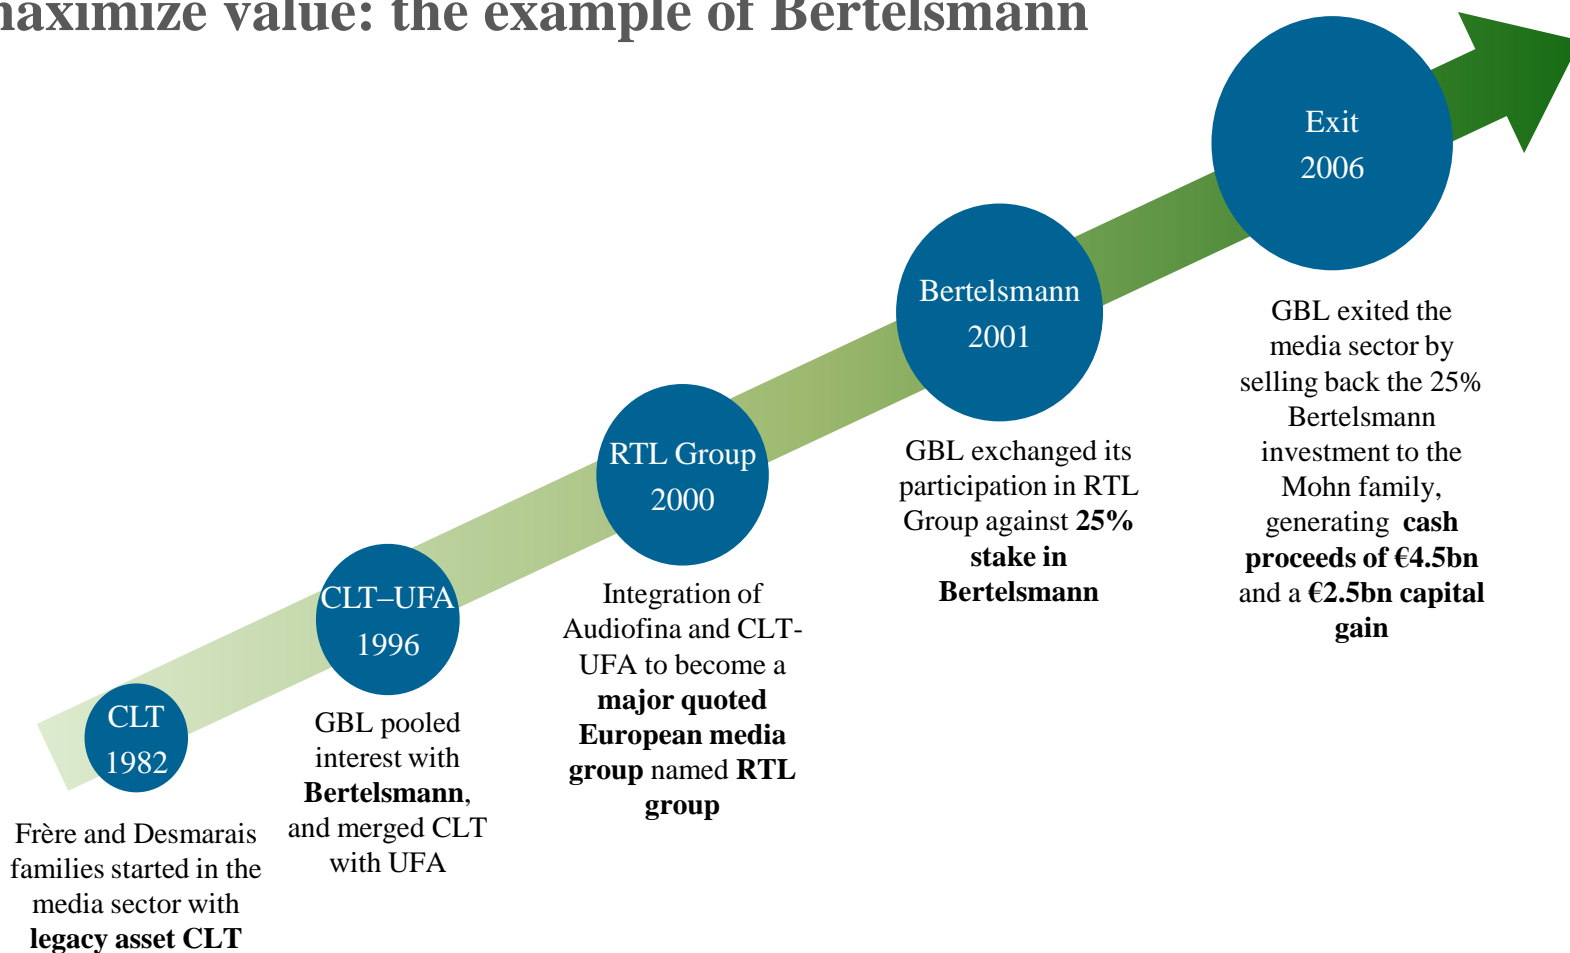 maximize value: the example of Bertelsmann
CLT
1982
Frère and Desmarais
families started in the
media sector with
legacy asset CLT
CLT–UFA
1996
GBL pooled
interest with
Bertelsmann,
and merged CLT
with UFA
RTL Group
2000
Integration of
Audiofina and CLT-
UFA to become a
major quoted
European media
group named RTL
group
Bertelsmann
2001
GBL exchanged its
participation in RTL
Group against 25%
stake in
Bertelsmann
Exit
2006
GBL exited the
media sector by
selling back the 25%
Bertelsmann
investment to the
Mohn family,
generating cash
proceeds of €4.5bn
and a €2.5bn capital
gain